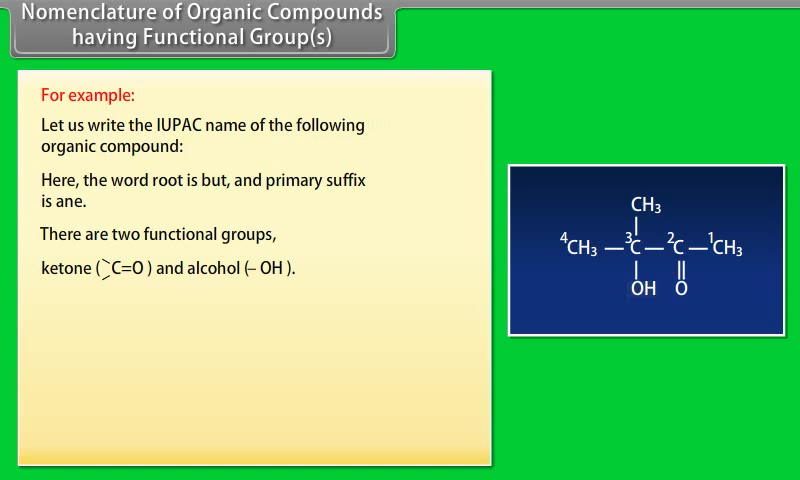 Nomenclature of Organic Compounds
having Functional Group(s)
For example:
Let us write the IUPAC name of the following
organic compound:
Here, the word root is but, and primary suffix
is ane.
There are two functional groups,
ketone (>C=O ) and alcohol (– OH ).
CH₃
|
⁴CH₃ — ³C — ²C — ¹CH₃
| ||
OH O